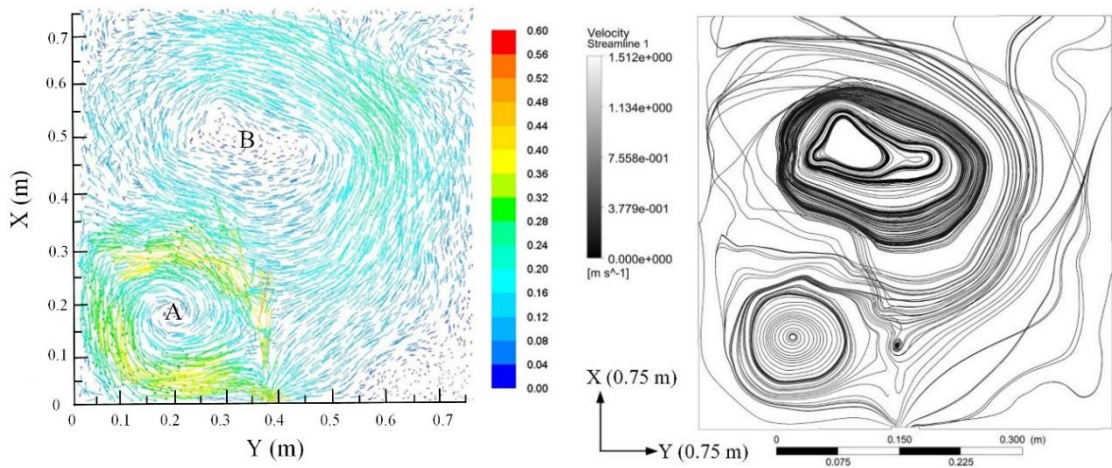 0.7
0.6
0.5
0.4
0.3
0.2
0.1
0
X (m)
B
A
0.1
0.2
0.3
0.4
0.5
0.6
0.7
Y (m)
0.60
0.56
0.52
0.48
0.44
0.40
0.36
0.32
0.28
0.24
0.20
0.16
0.12
0.08
0.04
0.00
Velocity
Streamline 1
1.512e+000
1.134e+000
7.558e-001
3.779e-001
0.000e+000
[m s^-1]
X (0.75 m)
Y (0.75 m)
0
0.150
0.300
(m)
0.075
0.225